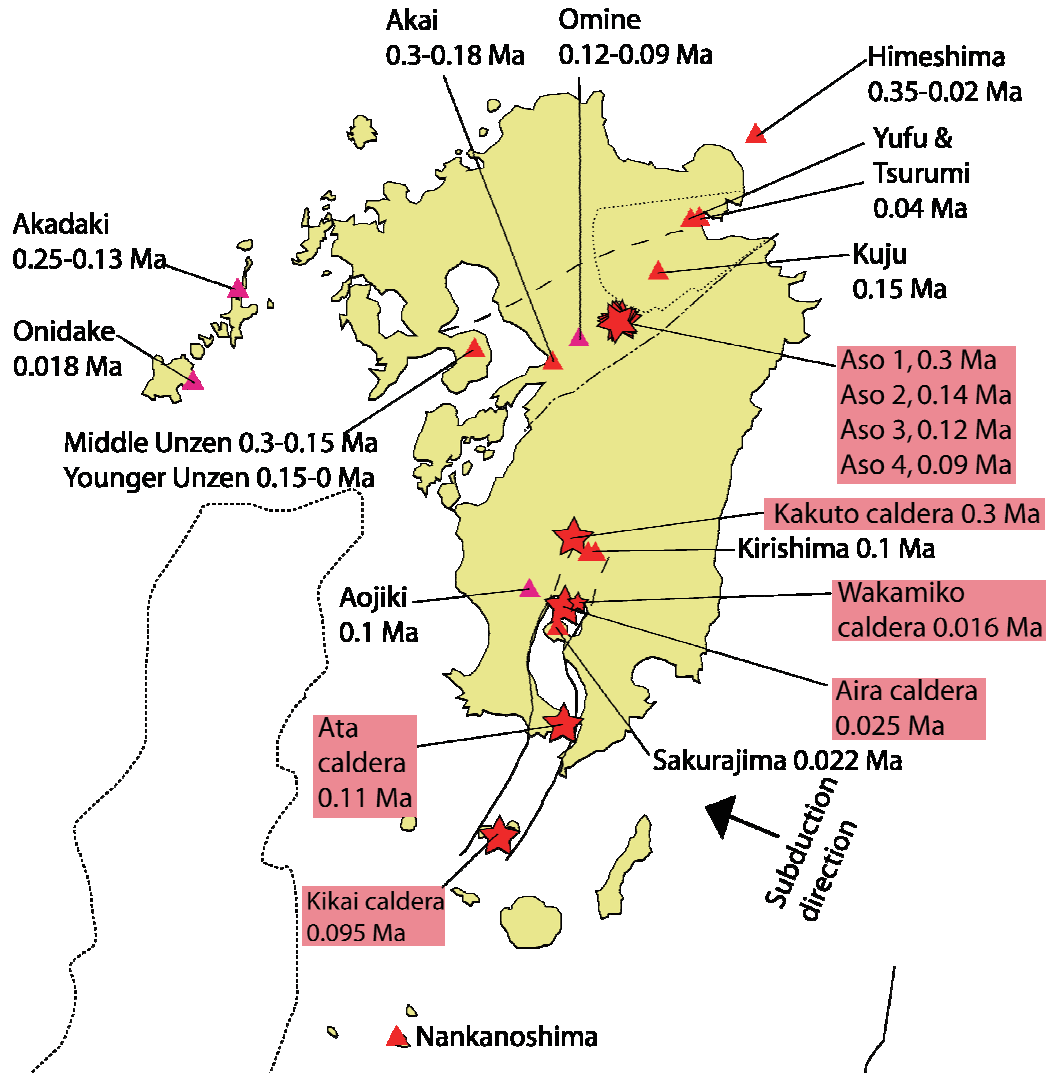 Akai
0.3-0.18 Ma
Omine
0.12-0.09 Ma
Himeshima
0.35-0.02 Ma
Yufu &
Tsurumi
0.04 Ma
Akadaki
0.25-0.13 Ma
Kuju
0.15 Ma
Onidake
0.018 Ma
Aso 1, 0.3 Ma
Aso 2, 0.14 Ma
Aso 3, 0.12 Ma
Aso 4, 0.09 Ma
Middle Unzen 0.3-0.15 Ma
Younger Unzen 0.15-0 Ma
Kakuto caldera 0.3 Ma
Kirishima 0.1 Ma
Aojiki
0.1 Ma
Wakamiko
caldera 0.016 Ma
Aira caldera
0.025 Ma
Ata
caldera
0.11 Ma
Sakurajima 0.022 Ma
Subduction
direction
Kikai caldera
0.095 Ma
Nankanoshima